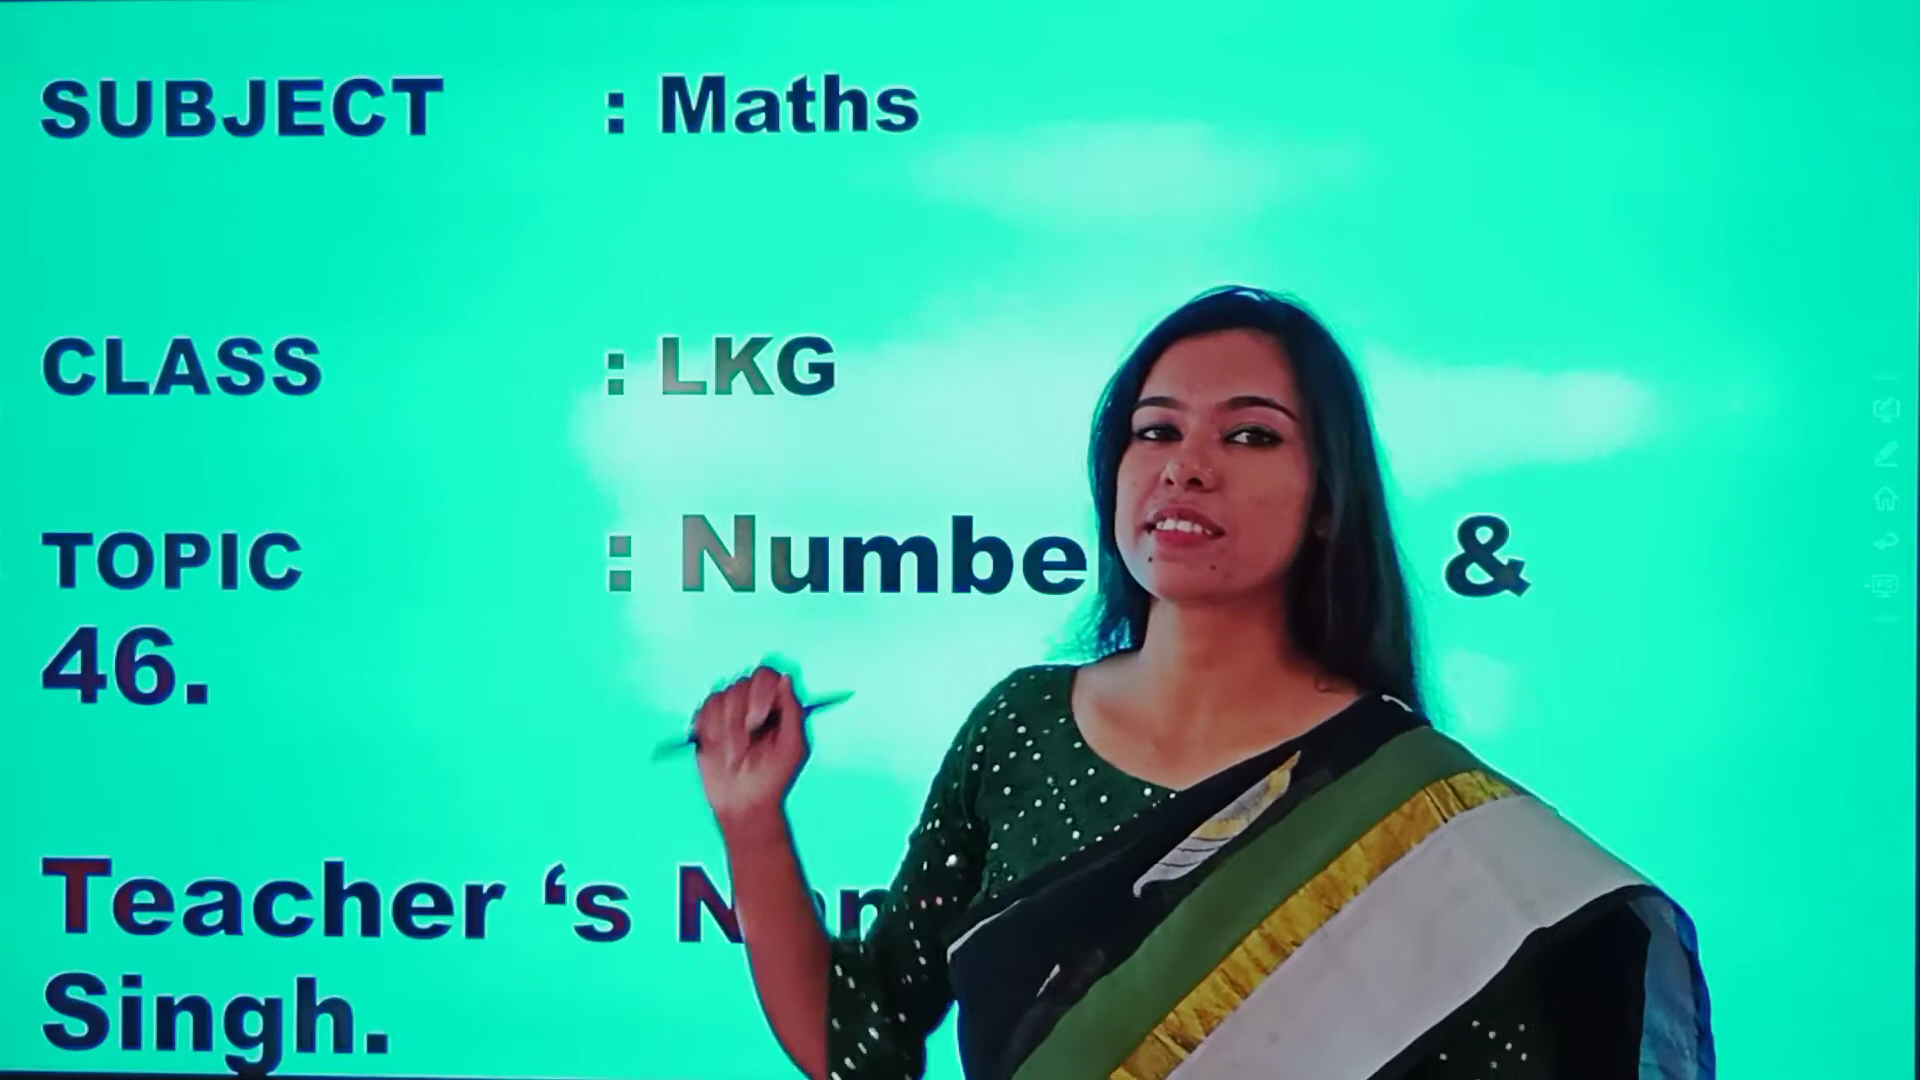 SUBJECT : Maths
CLASS : LKG
TOPIC : Numbe &
46.
Teacher ‘s
Singh.